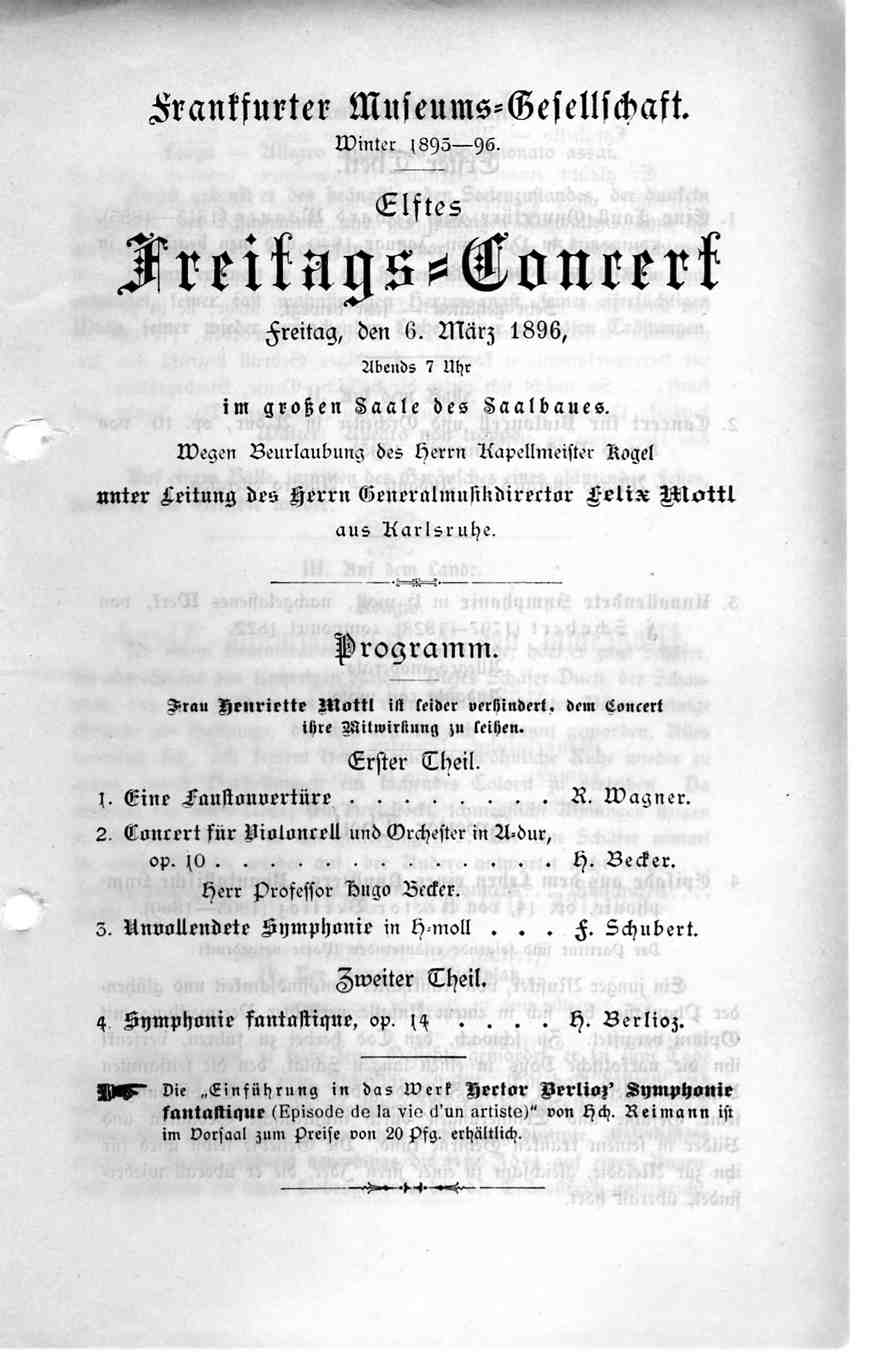 Frankfurter Museums-Gesellschaft.
Winter 1895—96.
Elftes
Freitags-Concert
Freitag, den 6. März 1896,
Abends 7 Uhr
im großen Saale des Saalbaues.
Wegen Beurlaubung des Herrn Kapellmeister Kogel
unter Leitung des Herrn Generalmusikdirector Felix Mottl
aus Karlsruhe.
Programm.
Frau Henriette Mottl ist leider verhindert, dem Concert
ihre Mitwirkung zu leihen.
Erster Theil.
1. Eine Faustouvertüre . . . . . . . . R. Wagner.
2. Concert für Violoncell und Orchester in A-dur,
op. 10 . . . . . . . . . . . . . H. Becker.
Herr Professor Hugo Becker.
3. Unvollendete Symphonie in H-moll . . . F. Schubert.
Zweiter Theil.
4. Symphonie fantastique, op. 14 . . . . H. Berlioz.
Die „Einführung in das Werk Hector Berlioz' Symphonie
fantastique (Episode de la vie d'un artiste)“ von Hch. Reimann ist
im Vorsaal zum Preise von 20 Pfg. erhältlich.